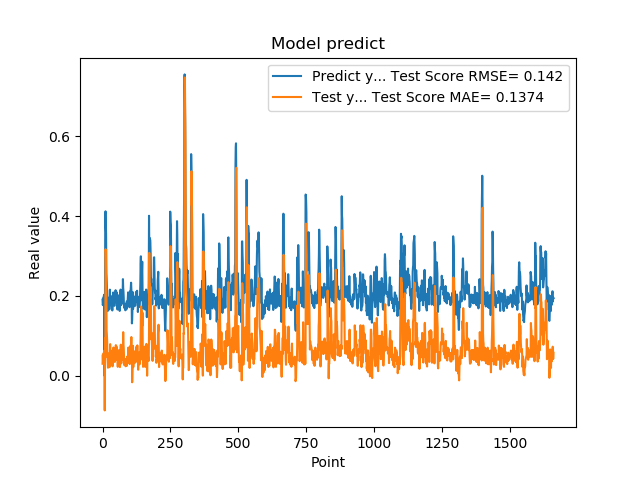 Model predict
Predict y... Test Score RMSE= 0.142
Test y... Test Score MAE= 0.1374
Real value
0.6
0.4
0.2
0.0
0 250 500 750 1000 1250 1500
Point